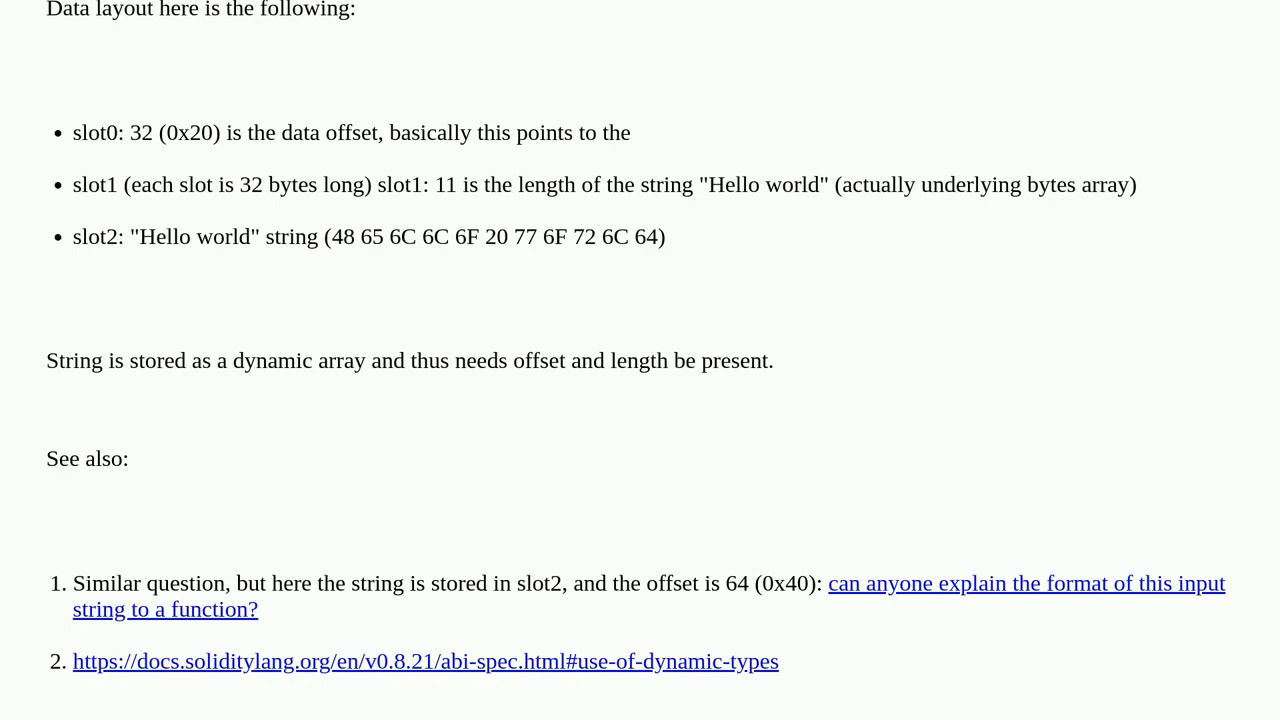 Data layout here is the following:
• slot0: 32 (0x20) is the data offset, basically this points to the
• slot1 (each slot is 32 bytes long) slot1: 11 is the length of the string "Hello world" (actually underlying bytes array)
• slot2: "Hello world" string (48 65 6C 6C 6F 20 77 6F 72 6C 64)
String is stored as a dynamic array and thus needs offset and length be present.
See also:
1. Similar question, but here the string is stored in slot2, and the offset is 64 (0x40): can anyone explain the format of this input
string to a function?
2. https://docs.soliditylang.org/en/v0.8.21/abi-spec.html#use-of-dynamic-types